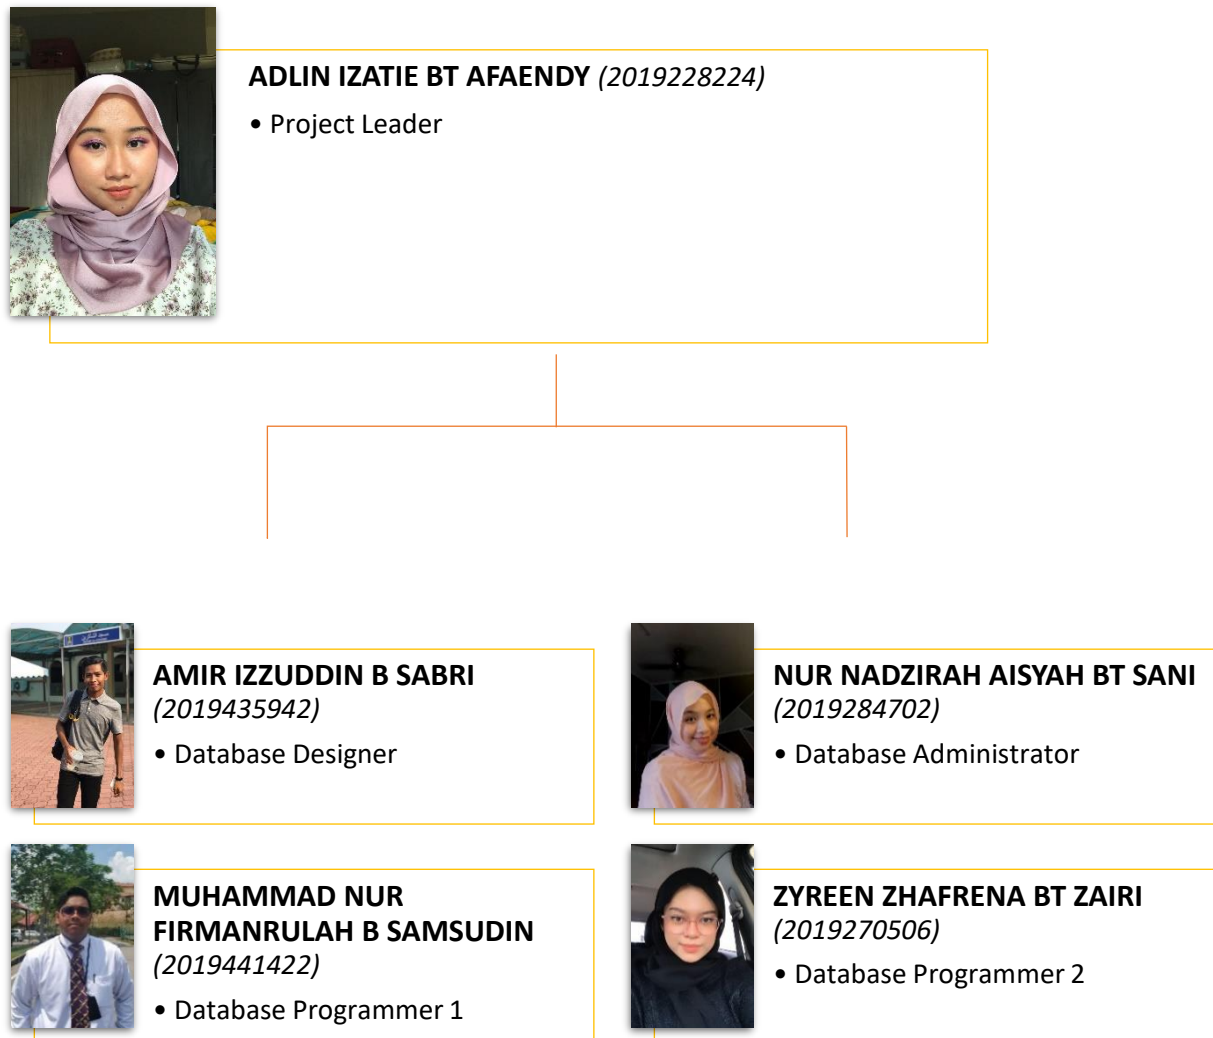 ADLIN IZATIE BT AFAENDY (2019228224)
• Project Leader
AMIR IZZUDDIN B SABRI
(2019435942)
• Database Designer
NUR NADZIRAH AISYAH BT SANI
(2019284702)
• Database Administrator
MUHAMMAD NUR
FIRMANRULAH B SAMSUDIN
(2019441422)
• Database Programmer 1
ZYREEN ZHAFRENA BT ZAIRI
(2019270506)
• Database Programmer 2